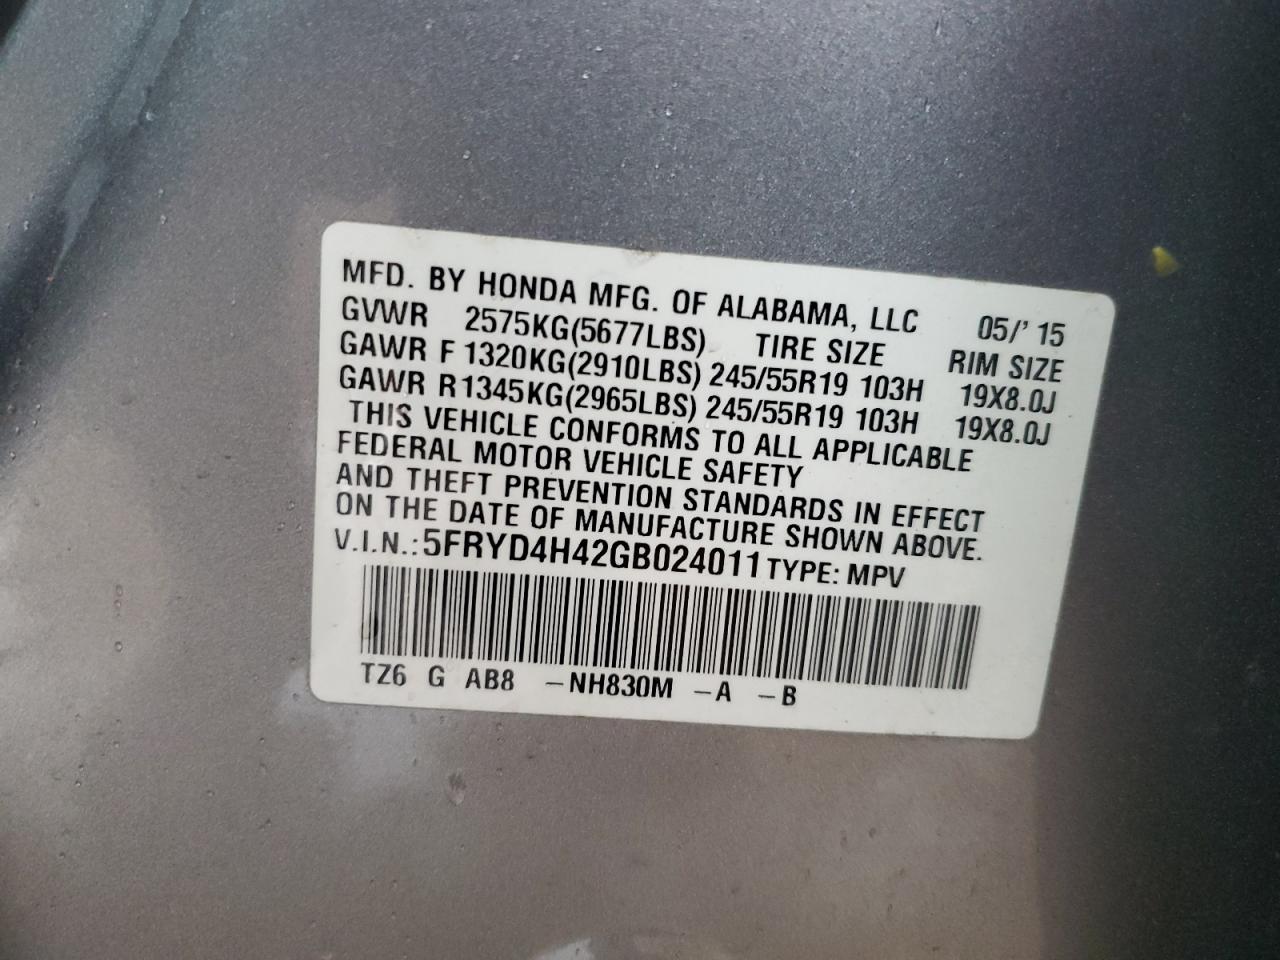 MFD. BY HONDA MFG. OF ALABAMA, LLC 05/' 15
GVWR 2575KG(5677LBS) TIRE SIZE RIM SIZE
GAWR F 1320KG(2910LBS) 245/55R19 103H 19X8.0J
GAWR R 1345KG(2965LBS) 245/55R19 103H 19X8.0J
THIS VEHICLE CONFORMS TO ALL APPLICABLE
FEDERAL MOTOR VEHICLE SAFETY
AND THEFT PREVENTION STANDARDS IN EFFECT
ON THE DATE OF MANUFACTURE SHOWN ABOVE.
V.I.N.: 5FRYD4H42GB024011 TYPE: MPV
TZ6 G AB8 -NH830M -A -B